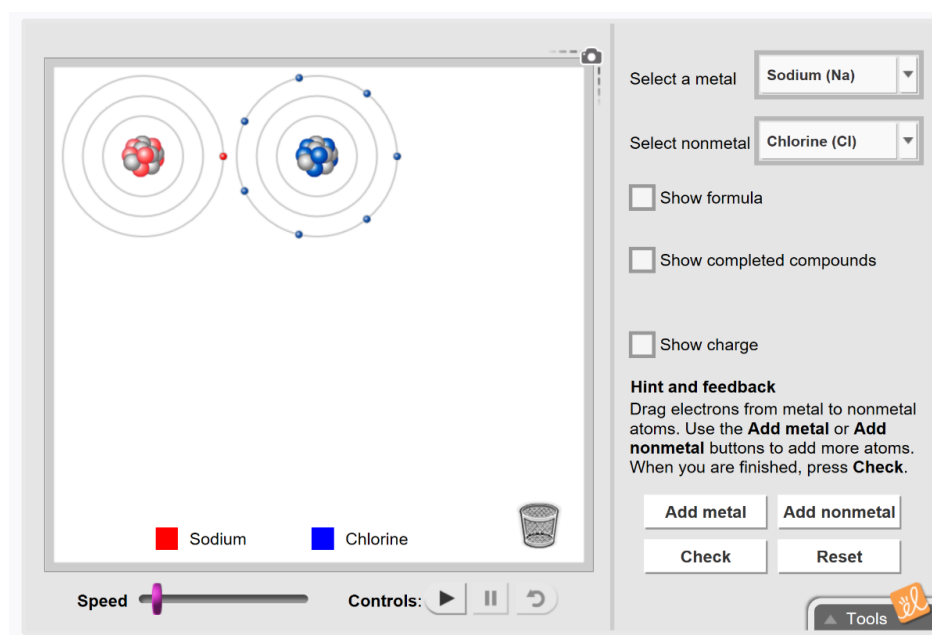 Select a metal
Sodium (Na)
Select nonmetal
Chlorine (Cl)
Show formula
Show completed compounds
Show charge
Hint and feedback
Drag electrons from metal to nonmetal
atoms. Use the Add metal or Add
nonmetal buttons to add more atoms.
When you are finished, press Check.
Add metal
Add nonmetal
Check
Reset
Sodium
Chlorine
Speed
Controls:
Tools